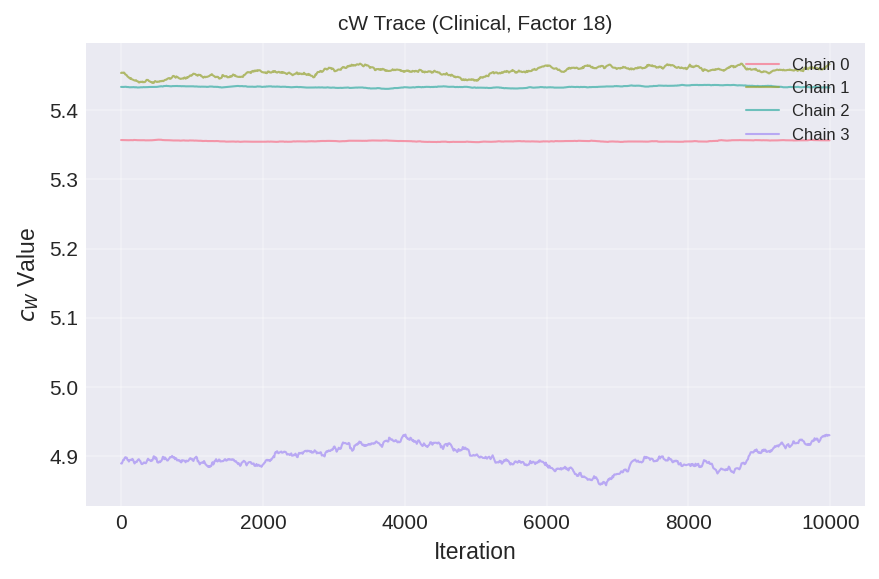 cW Trace (Clinical, Factor 18)
Chain 0
Chain 1
Chain 2
Chain 3
5.4
5.3
5.2
5.1
5.0
4.9
c_W Value
0 2000 4000 6000 8000 10000
Iteration